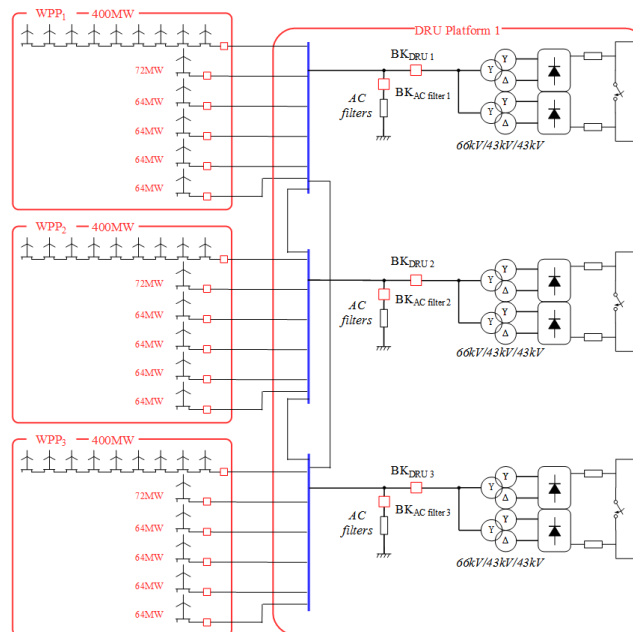 WPP1 400MW
DRU Platform 1
72MW
64MW
64MW
64MW
64MW
BKDRU 1
BKAC filter 1
AC
filters
Y
Y
Δ
Y
Y
Δ
66kV/43kV/43kV
WPP2 400MW
72MW
64MW
64MW
64MW
64MW
BKDRU 2
BKAC filter 2
AC
filters
Y
Y
Δ
Y
Y
Δ
66kV/43kV/43kV
WPP3 400MW
72MW
64MW
64MW
64MW
64MW
BKDRU 3
BKAC filter 3
AC
filters
Y
Y
Δ
Y
Y
Δ
66kV/43kV/43kV